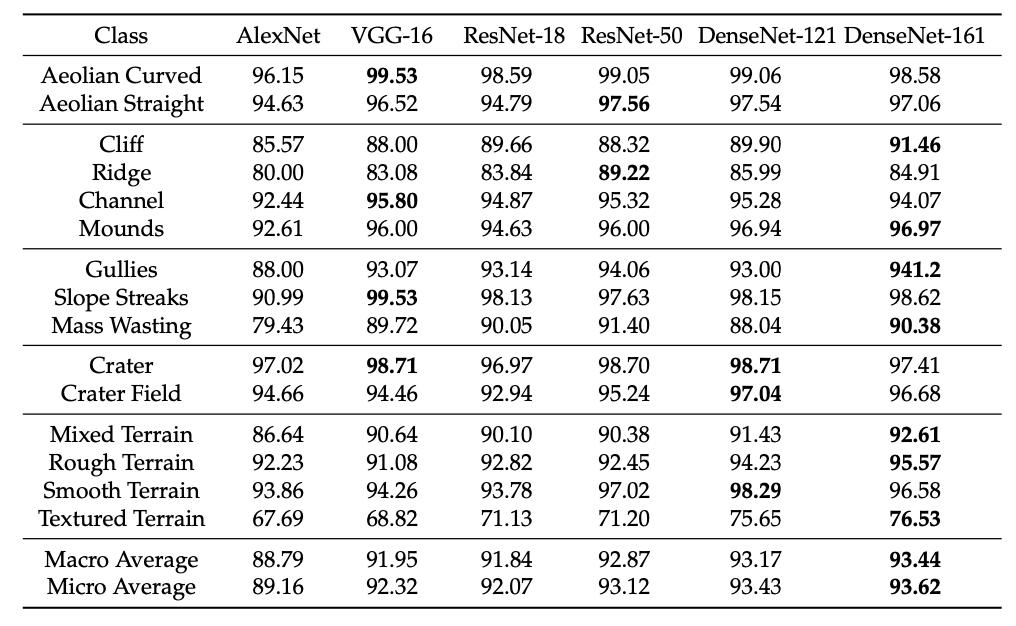 Class AlexNet VGG-16 ResNet-18 ResNet-50 DenseNet-121 DenseNet-161
Aeolian Curved 96.15 99.53 98.59 99.05 99.06 98.58
Aeolian Straight 94.63 96.52 94.79 97.56 97.54 97.06
Cliff 85.57 88.00 89.66 88.32 89.90 91.46
Ridge 80.00 83.08 83.84 89.22 85.99 84.91
Channel 92.44 95.80 94.87 95.32 95.28 94.07
Mounds 92.61 96.00 94.63 96.00 96.94 96.97
Gullies 88.00 93.07 93.14 94.06 93.00 941.2
Slope Streaks 90.99 99.53 98.13 97.63 98.15 98.62
Mass Wasting 79.43 89.72 90.05 91.40 88.04 90.38
Crater 97.02 98.71 96.97 98.70 98.71 97.41
Crater Field 94.66 94.46 92.94 95.24 97.04 96.68
Mixed Terrain 86.64 90.64 90.10 90.38 91.43 92.61
Rough Terrain 92.23 91.08 92.82 92.45 94.23 95.57
Smooth Terrain 93.86 94.26 93.78 97.02 98.29 96.58
Textured Terrain 67.69 68.82 71.13 71.20 75.65 76.53
Macro Average 88.79 91.95 91.84 92.87 93.17 93.44
Micro Average 89.16 92.32 92.07 93.12 93.43 93.62